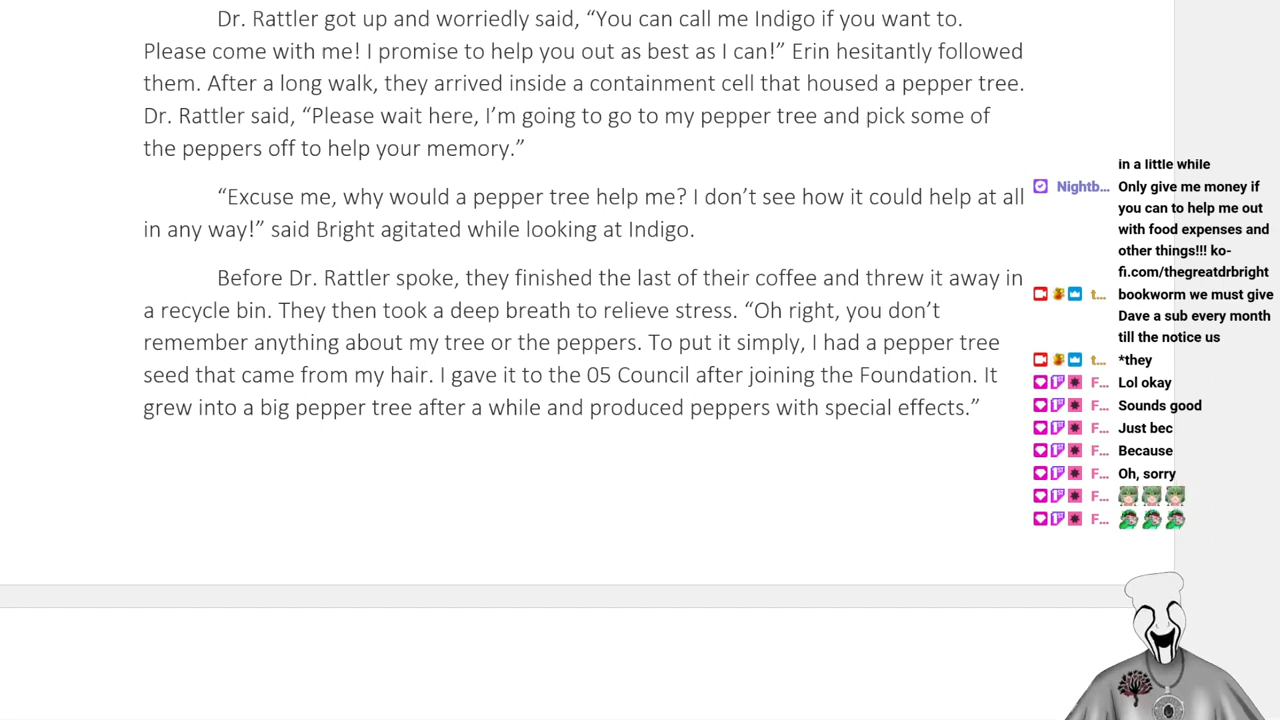 Dr. Rattler got up and worriedly said, “You can call me Indigo if you want to.
Please come with me! I promise to help you out as best as I can!” Erin hesitantly followed
them. After a long walk, they arrived inside a containment cell that housed a pepper tree.
Dr. Rattler said, “Please wait here, I’m going to go to my pepper tree and pick some of
the peppers off to help your memory.”
“Excuse me, why would a pepper tree help me? I don’t see how it could help at all
in any way!” said Bright agitated while looking at Indigo.
Before Dr. Rattler spoke, they finished the last of their coffee and threw it away in
a recycle bin. They then took a deep breath to relieve stress. “Oh right, you don’t
remember anything about my tree or the peppers. To put it simply, I had a pepper tree
seed that came from my hair. I gave it to the 05 Council after joining the Foundation. It
grew into a big pepper tree after a while and produced peppers with special effects.”
in a little while
Nightb... Only give me money if
you can to help me out
with food expenses and
other things!!! ko-
fi.com/thegreatdrbright
t... bookworm we must give
Dave a sub every month
till the notice us
t... *they
F... Lol okay
F... Sounds good
F... Just bec
F... Because
F... Oh, sorry
F...
F...